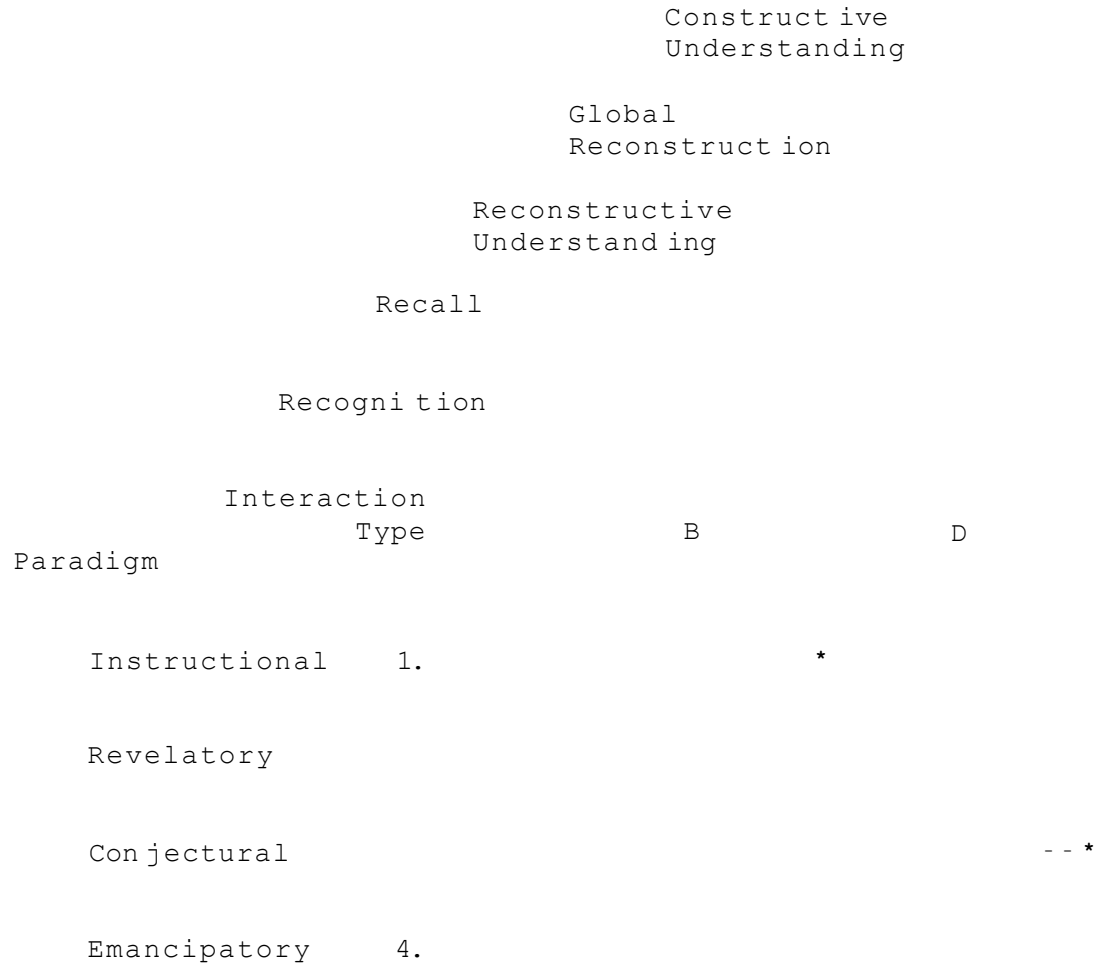 Construct ive
Understanding
Global
Reconstruct ion
Reconstructive
Understand ing
Recall
Recogni tion
Interaction
Type B D
Paradigm
Instructional 1. *
Revelatory
Con jectural --*
Emancipatory 4.